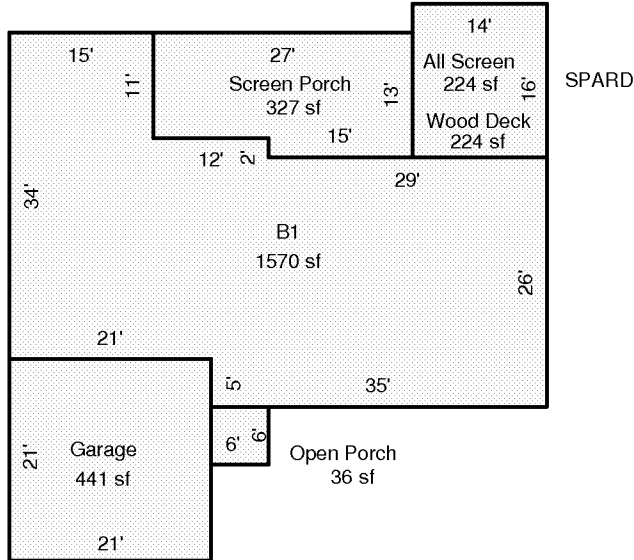 14'
15'
27'
11'
Screen Porch
327 sf
13'
All Screen
224 sf
16'
SPARD
Wood Deck
224 sf
15'
12'
2'
29'
34'
B1
1570 sf
26'
21'
5'
35'
Garage
441 sf
21'
6'
6'
Open Porch
36 sf
21'